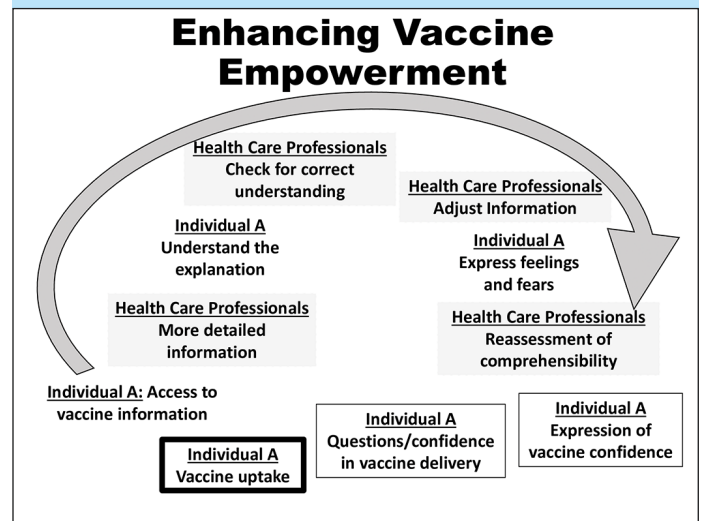 Enhancing Vaccine
Empowerment
Health Care Professionals
Check for correct
understanding
Health Care Professionals
Adjust Information
Individual A
Understand the
explanation
Individual A
Express feelings
and fears
Health Care Professionals
More detailed
information
Health Care Professionals
Reassessment of
comprehensibility
Individual A: Access to
vaccine information
Individual A
Vaccine uptake
Individual A
Questions/confidence
in vaccine delivery
Individual A
Expression of
vaccine confidence